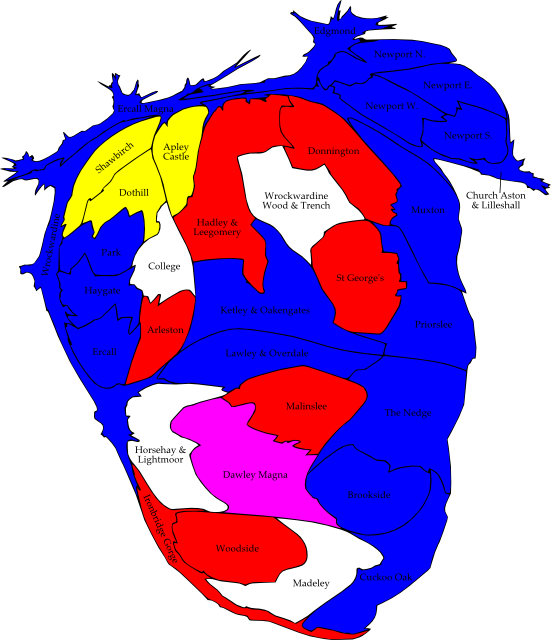 Edgmond
Newport N.
Newport E.
Ercall Magna
Newport W.
Newport S.
Shawbirch
Apley
Castle
Donnington
Dothill
Wrockwardine
Wood & Trench
Church Aston
& Lilleshall
Muxton
Hadley &
Leegomery
Wrockwardine
Park
College
St George's
Haygate
Ketley & Oakengates
Arleston
Priorslee
Ercall
Lawley & Overdale
Malinslee
The Nedge
Horsehay &
Lightmoor
Dawley Magna
Brookside
Ironbridge Gorge
Woodside
Madeley
Cuckoo Oak